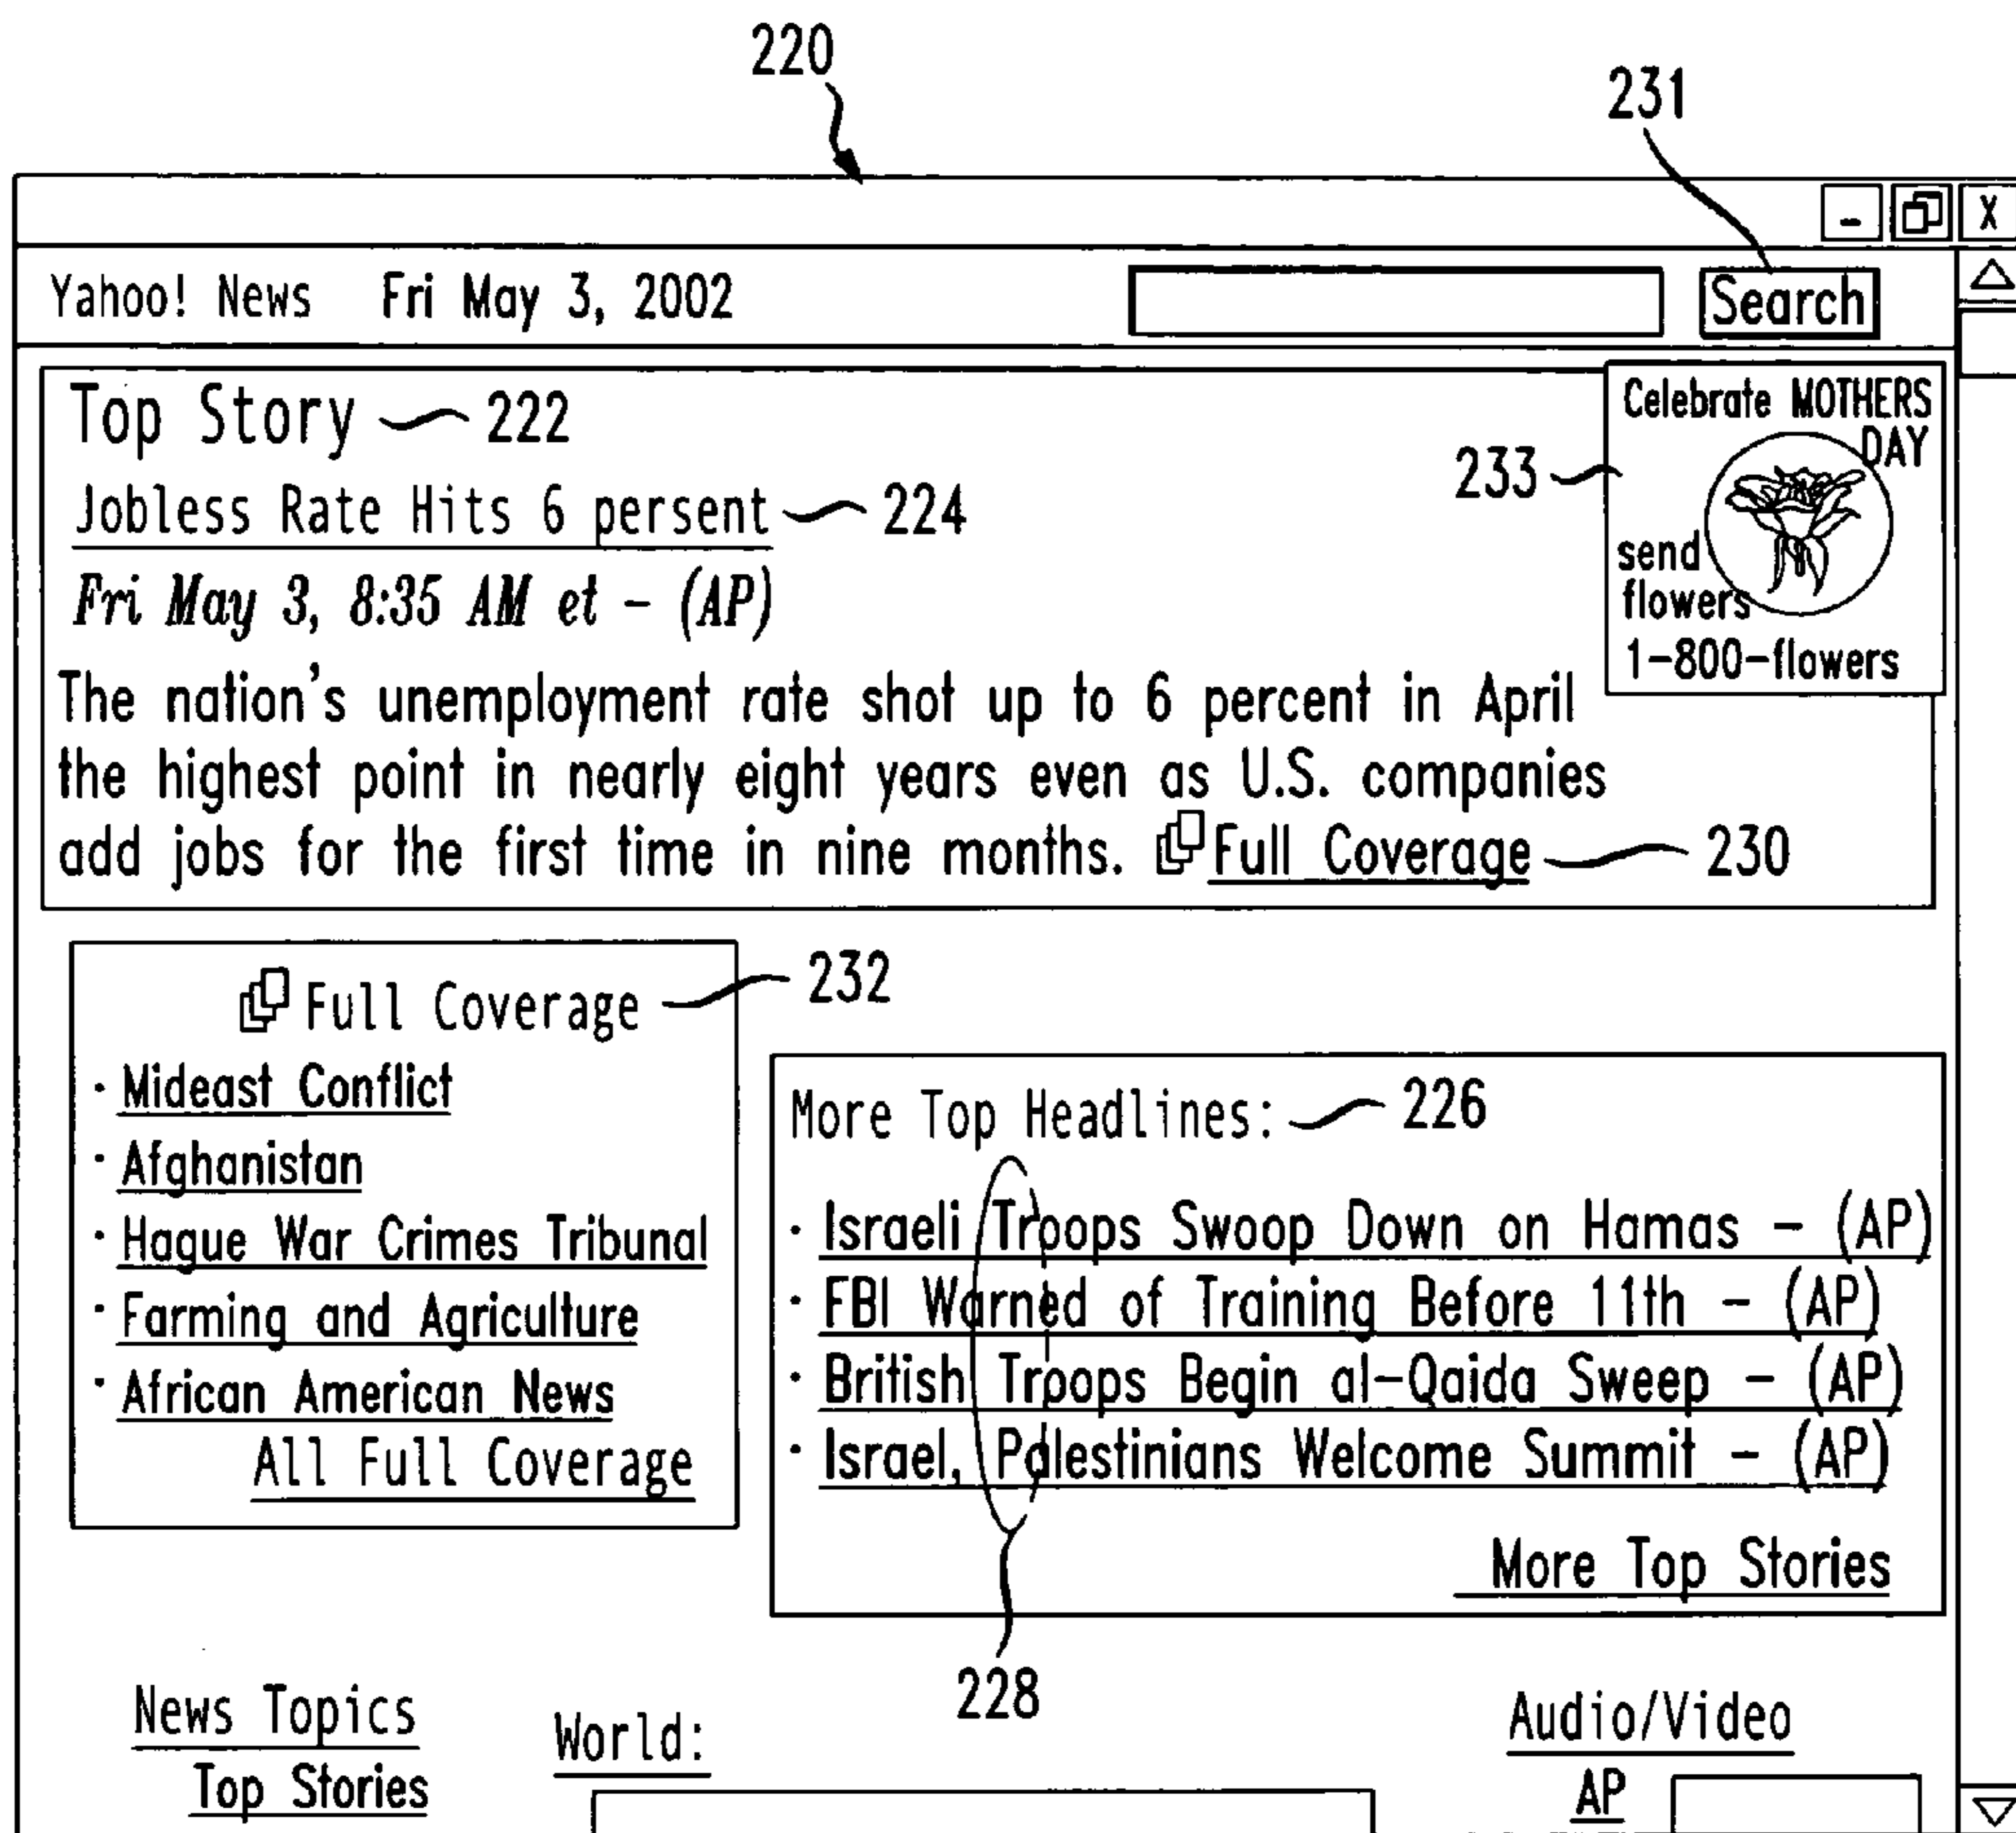 220
231
- X
Yahoo! News Fri May 3, 2002 Search
Top Story 222
Jobless Rate Hits 6 persent 224
Fri May 3, 8:35 AM et - (AP)
The nation's unemployment rate shot up to 6 percent in April
the highest point in nearly eight years even as U.S. companies
add jobs for the first time in nine months. Full Coverage 230
233
Celebrate MOTHERS
DAY
send
flowers
1-800-flowers
Full Coverage 232
· Mideast Conflict
· Afghanistan
· Hague War Crimes Tribunal
· Farming and Agriculture
· African American News
All Full Coverage
More Top Headlines: 226
· Israeli Troops Swoop Down on Hamas - (AP)
· FBI Warned of Training Before 11th - (AP)
· British Troops Begin al-Qaida Sweep - (AP)
· Israel, Palestinians Welcome Summit - (AP)
More Top Stories
228
News Topics
Top Stories
World:
Audio/Video
AP